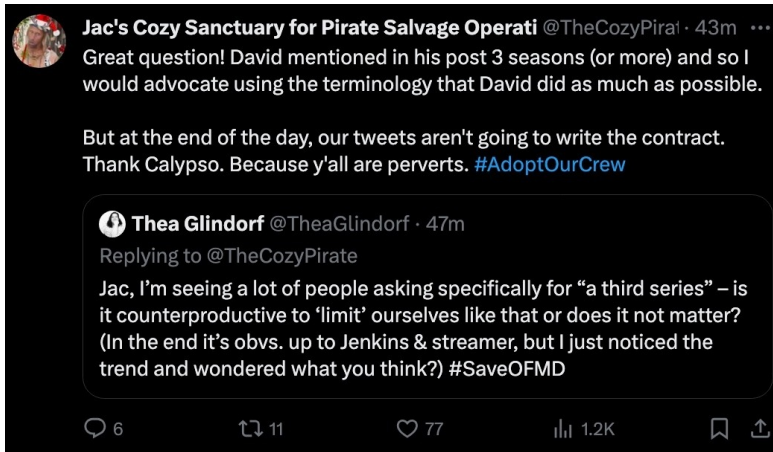 Jac's Cozy Sanctuary for Pirate Salvage Operati @TheCozyPirat · 43m ···
Great question! David mentioned in his post 3 seasons (or more) and so I
would advocate using the terminology that David did as much as possible.
But at the end of the day, our tweets aren't going to write the contract.
Thank Calypso. Because y'all are perverts. #AdoptOurCrew
Thea Glindorf @TheaGlindorf · 47m
Replying to @TheCozyPirate
Jac, I'm seeing a lot of people asking specifically for “a third series” – is
it counterproductive to ‘limit’ ourselves like that or does it not matter?
(In the end it's obvs. up to Jenkins & streamer, but I just noticed the
trend and wondered what you think?) #SaveOFMD
6 11 77 1.2K